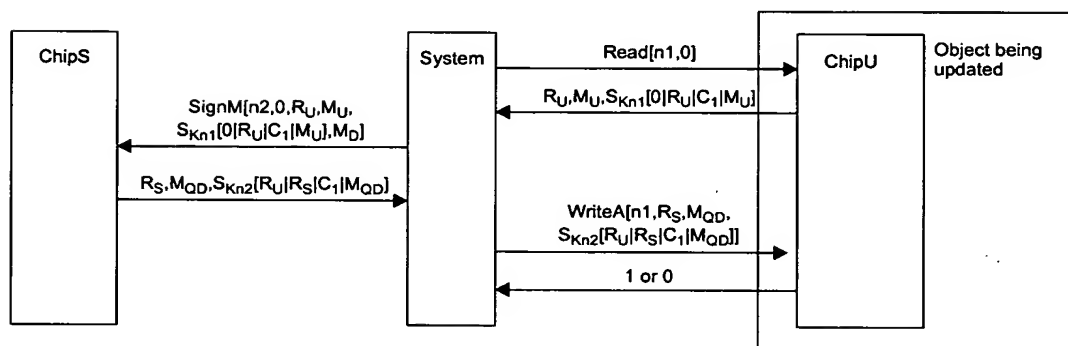 ChipS
System
ChipU
Object being
updated
Read[n1,0]
R_U,M_U,S_Kn1[0|R_U|C_1|M_U]
SignM[n2,0,R_U,M_U,
S_Kn1[0|R_U|C_1|M_U],M_D]
R_S,M_QD,S_Kn2[R_U|R_S|C_1|M_QD]
WriteA[n1,R_S,M_QD,
S_Kn2[R_U|R_S|C_1|M_QD]]
1 or 0